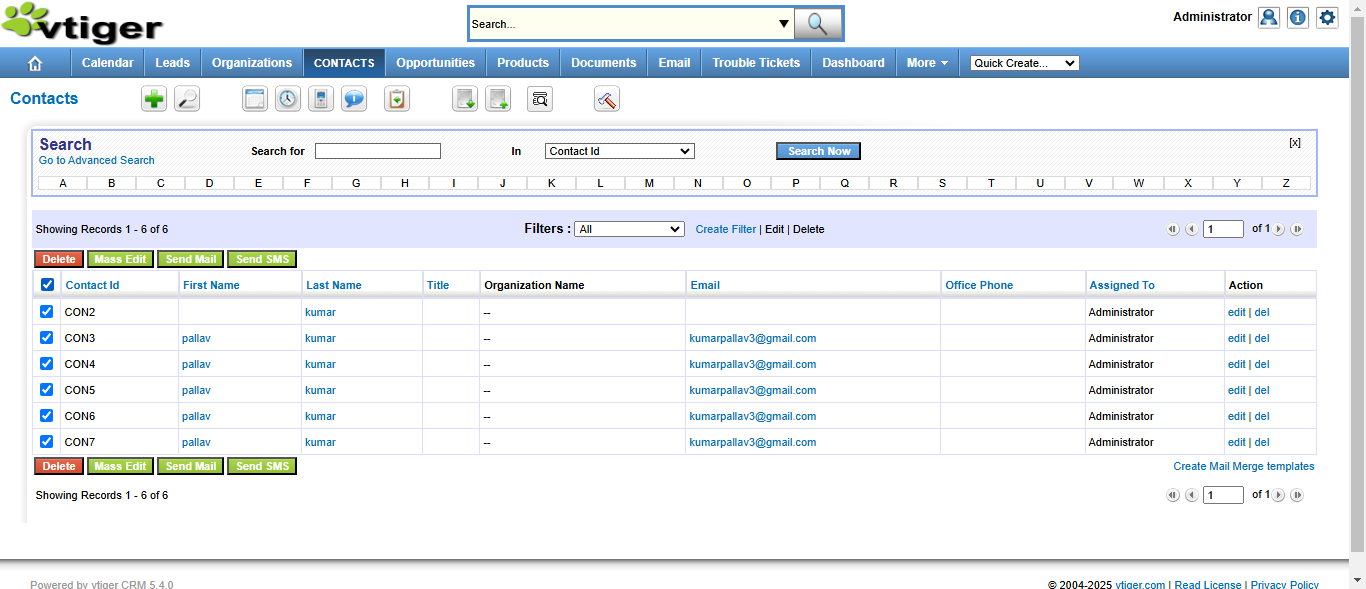 vtiger
Search...
Administrator
Calendar Leads Organizations CONTACTS Opportunities Products Documents Email Trouble Tickets Dashboard More Quick Create...
Contacts
Search
[x]
Go to Advanced Search
Search for In Contact Id Search Now
A B C D E F G H I J K L M N O P Q R S T U V W X Y Z
Showing Records 1 - 6 of 6 Filters : All Create Filter | Edit | Delete 1 of 1
Delete Mass Edit Send Mail Send SMS
Contact Id First Name Last Name Title Organization Name Email Office Phone Assigned To Action
CON2 kumar -- Administrator edit | del
CON3 pallav kumar -- kumarpallav3@gmail.com Administrator edit | del
CON4 pallav kumar -- kumarpallav3@gmail.com Administrator edit | del
CON5 pallav kumar -- kumarpallav3@gmail.com Administrator edit | del
CON6 pallav kumar -- kumarpallav3@gmail.com Administrator edit | del
CON7 pallav kumar -- kumarpallav3@gmail.com Administrator edit | del
Delete Mass Edit Send Mail Send SMS Create Mail Merge templates
Showing Records 1 - 6 of 6 1 of 1
Powered by vtiger CRM 5.4.0 © 2004-2025 vtiger.com | Read License | Privacy Policy